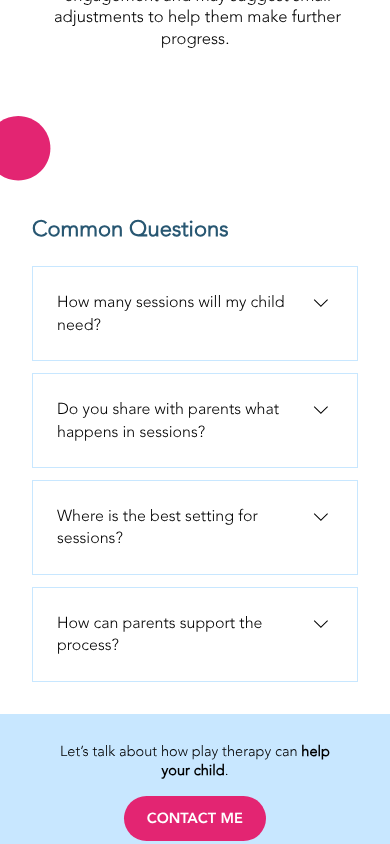 adjustments to help them make further
progress.
Common Questions
How many sessions will my child
need?
Do you share with parents what
happens in sessions?
Where is the best setting for
sessions?
How can parents support the
process?
Let's talk about how play therapy can help
your child.
CONTACT ME